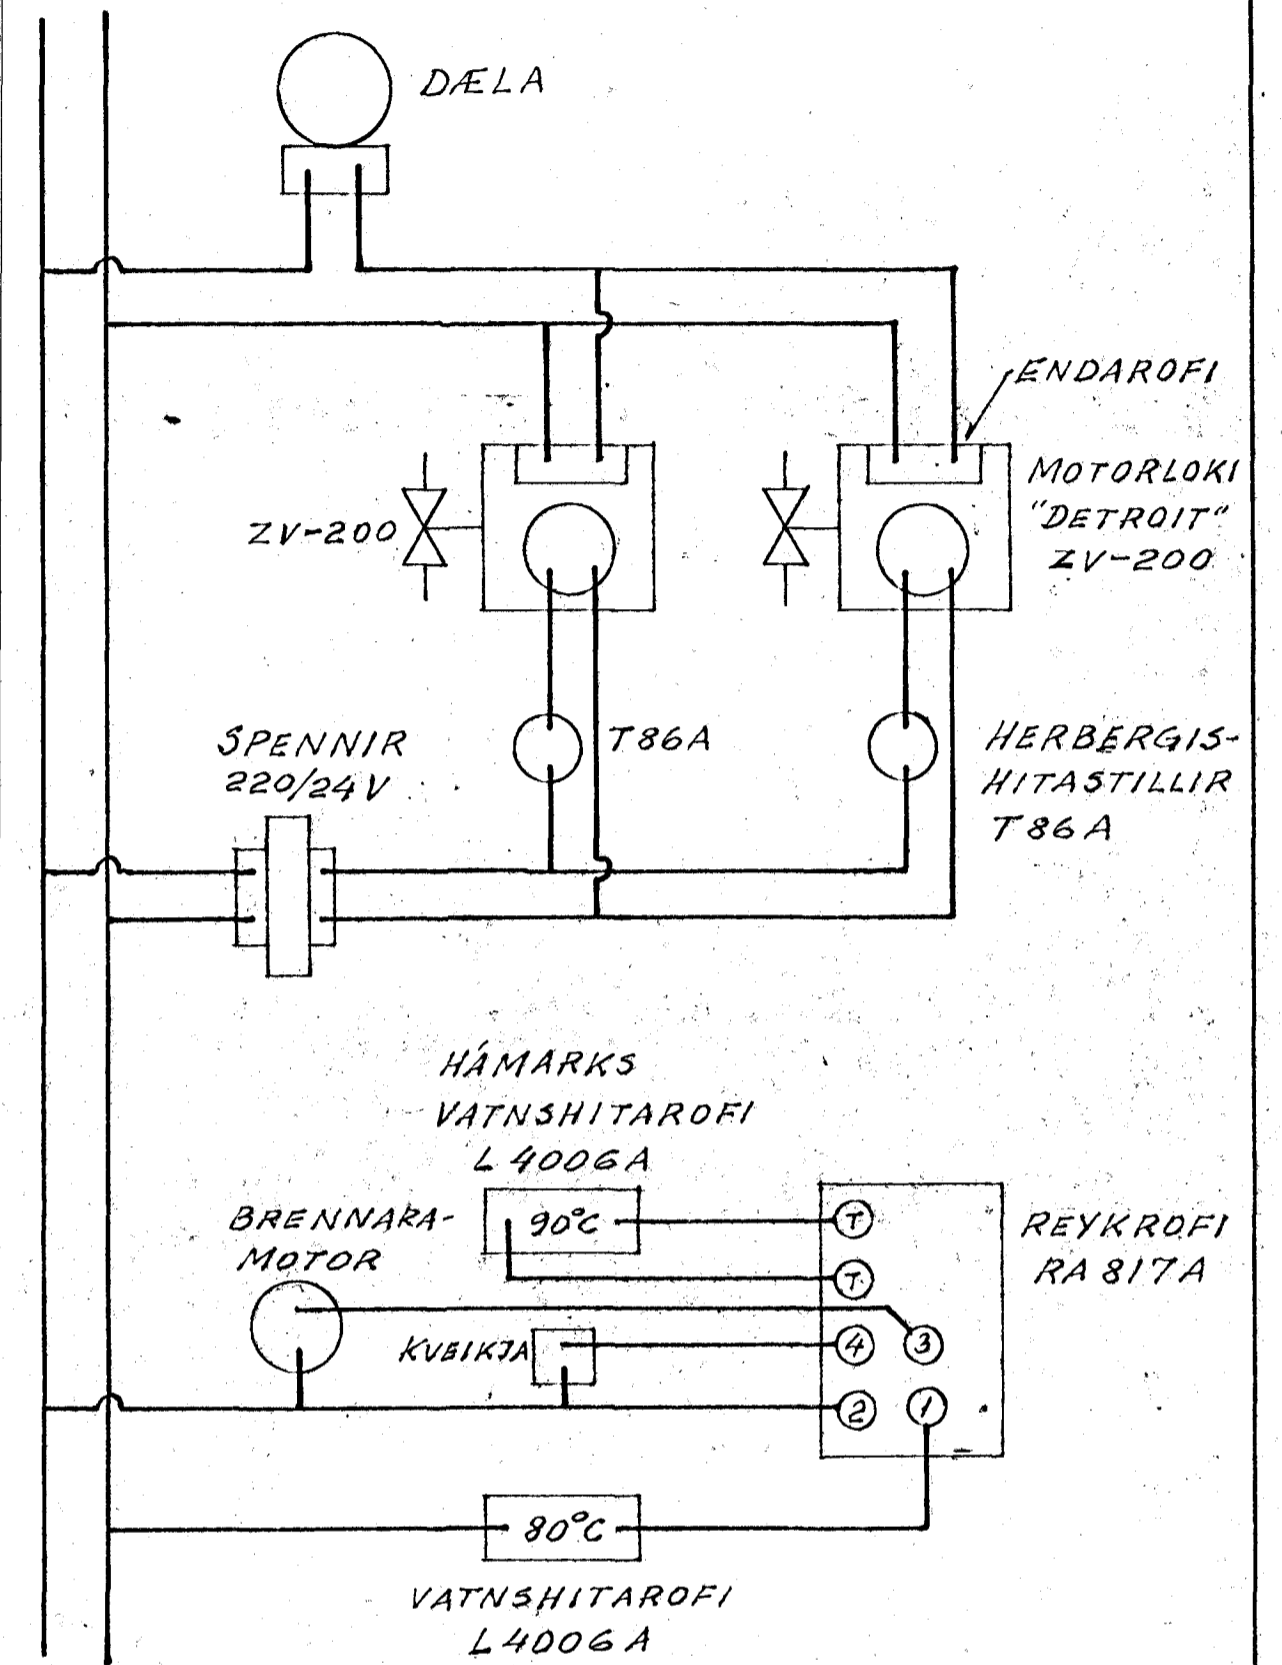 DÆLA
ENDAROFI
MOTORLOKI
"DETROIT"
ZV-200
ZV-200
SPENNIR
220/24V
T86A
HERBERGIS-
HITASTILLIR
T86A
HÁMARKS
VATNSHITAROFI
L4006A
BRENNARA-
MOTOR
90°C
T
REYKROFI
RA817A
T
KVEIKJA
4
3
2
1
80°C
VATNSHITAROFI
L4006A